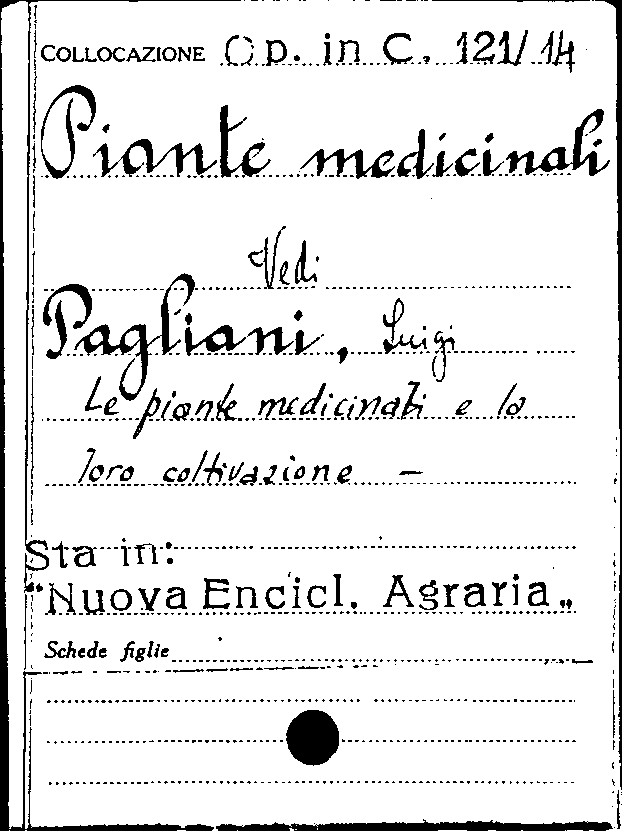 COLLOCAZIONE Op. in C. 121/14
Piante medicinali
Vedi
Pagliani, Luigi
Le piante medicinali e la
loro coltivazione –
Sta in:
"Nuova Encicl. Agraria„
Schede figlie